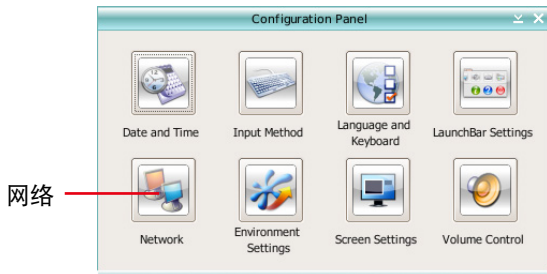 Configuration Panel
Date and Time
Input Method
Language and
Keyboard
LaunchBar Settings
网络
Network
Environment
Settings
Screen Settings
Volume Control